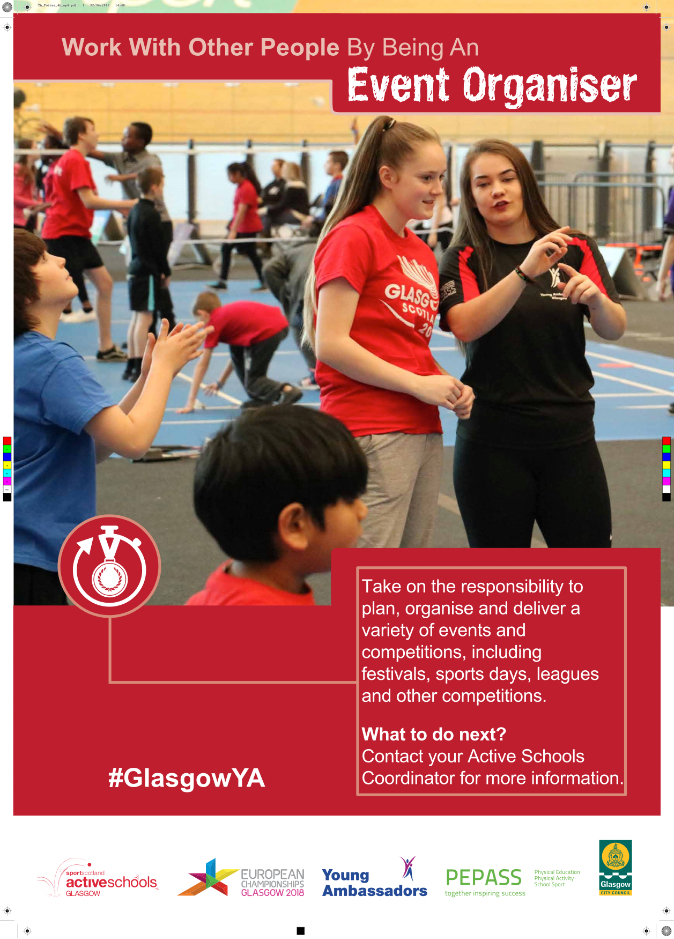 Work With Other People By Being An
Event Organiser
GLASGOW
SCOTLA
20
Take on the responsibility to
plan, organise and deliver a
variety of events and
competitions, including
festivals, sports days, leagues
and other competitions.
What to do next?
Contact your Active Schools
Coordinator for more information.
#GlasgowYA
sportscotland
activeschools
GLASGOW
EUROPEAN
CHAMPIONSHIPS
GLASGOW 2018
Young
Ambassadors
PEPASS
together inspiring success
Physical Education
Physical Activity
School Sport
Glasgow
CITY COUNCIL